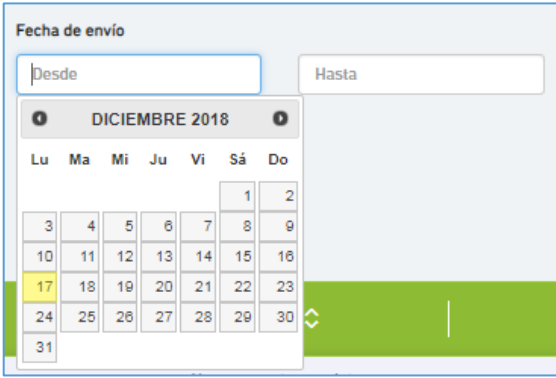 Fecha de envío
Desde
Hasta
DICIEMBRE 2018
Lu Ma Mi Ju Vi Sá Do
1 2
3 4 5 6 7 8 9
10 11 12 13 14 15 16
17 18 19 20 21 22 23
24 25 26 27 28 29 30
31